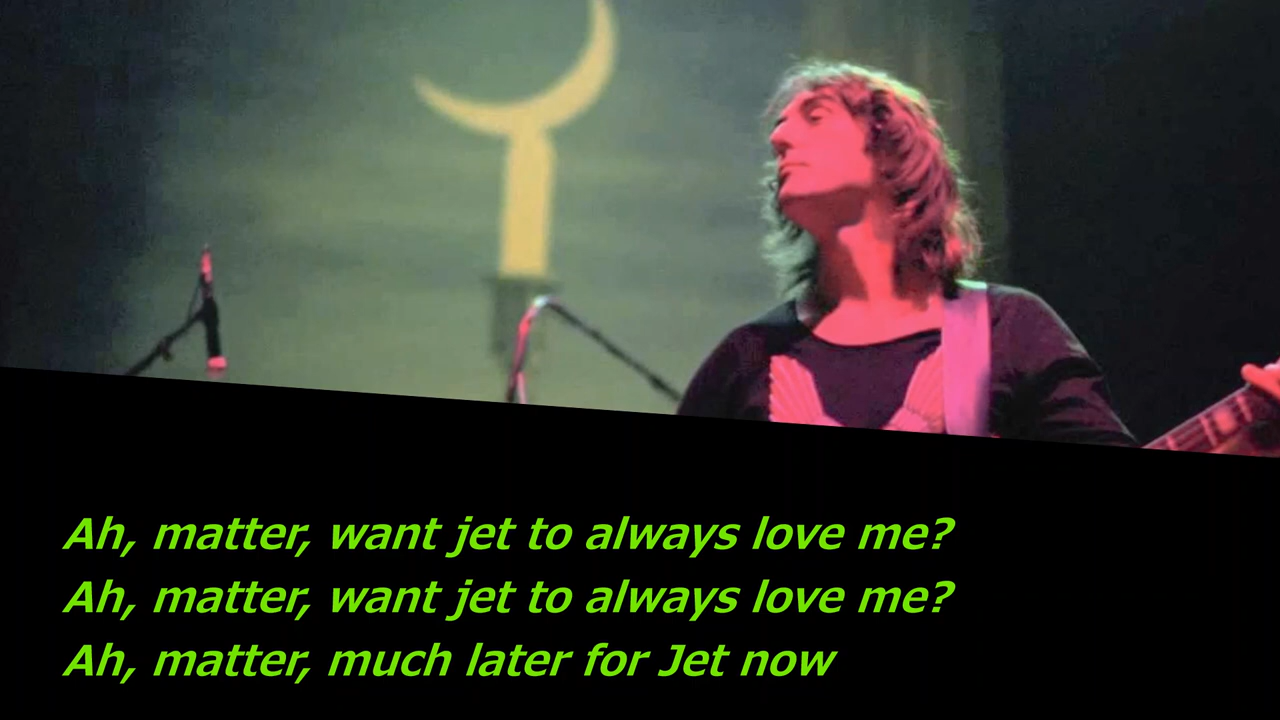 Ah, matter, want jet to always love me?
Ah, matter, want jet to always love me?
Ah, matter, much later for Jet now